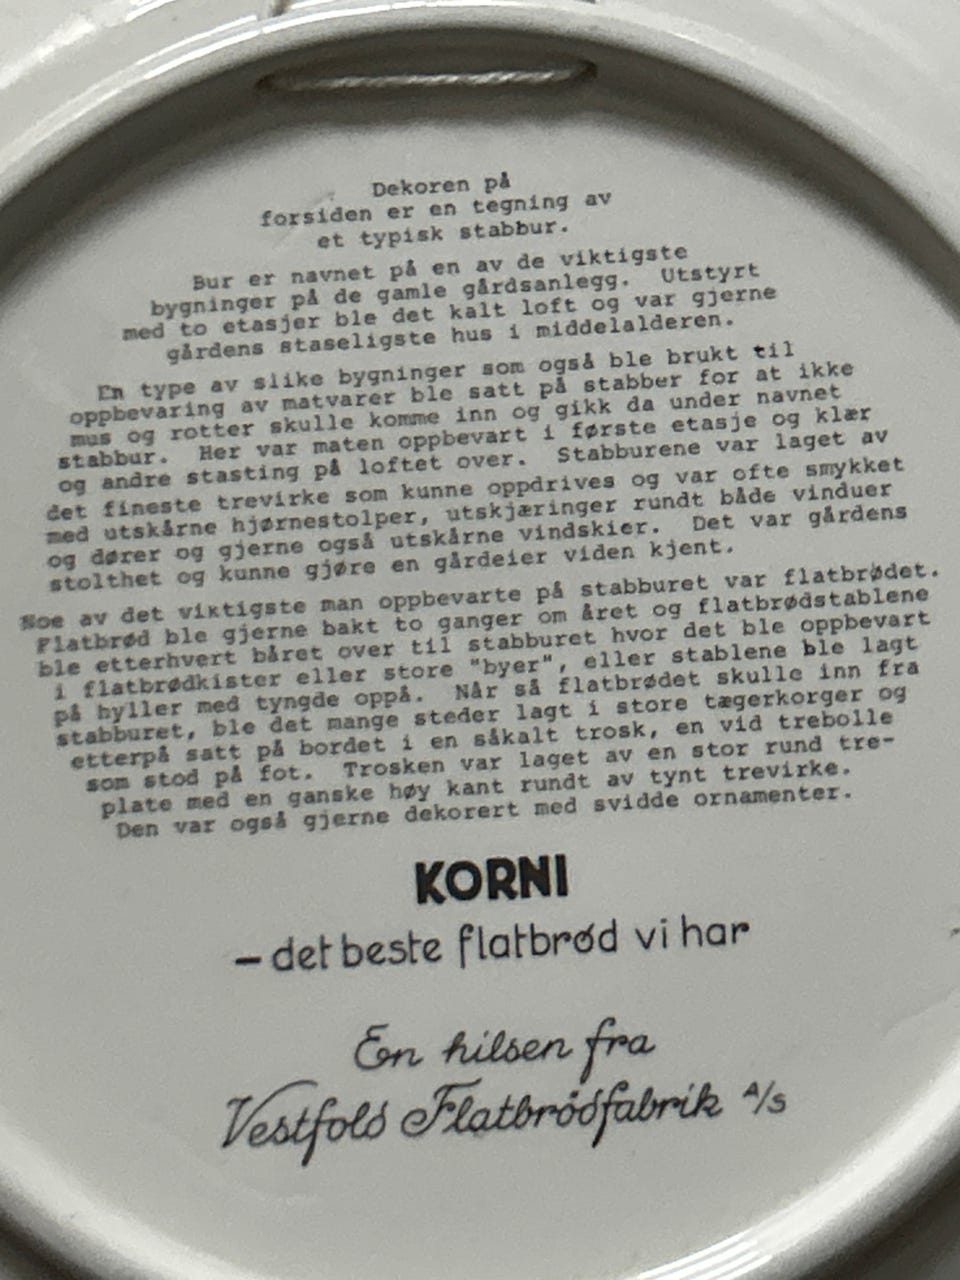 Dekoren på
forsiden er en tegning av
et typisk stabbur.
Bur er navnet på en av de viktigste
bygninger på de gamle gårdsanlegg. Utstyrt
med to etasjer ble det kalt loft og var gjerne
gårdens staseligste hus i middelalderen.
En type av slike bygninger som også ble brukt til
oppbevaring av matvarer ble satt på stabber for at ikke
mus og rotter skulle komme inn og gikk da under navnet
stabbur. Her var maten oppbevart i første etasje og klær
og andre stasting på loftet over. Stabburene var laget av
det fineste trevirke som kunne oppdrives og var ofte smykket
med utskårne hjørnestolper, utskjæringer rundt både vinduer
og dører og gjerne også utskårne vindskier. Det var gårdens
stolthet og kunne gjøre en gårdeier viden kjent.
Noe av det viktigste man oppbevarte på stabburet var flatbrødet.
Flatbrød ble gjerne bakt to ganger om året og flatbrødstablene
ble etterhvert båret over til stabburet hvor det ble oppbevart
i flatbrødkister eller store "byer", eller stablene ble lagt
på hyller med tyngde oppå. Når så flatbrødet skulle inn fra
stabburet, ble det mange steder lagt i store tægerkorger og
etterpå satt på bordet i en såkalt trosk, en vid trebolle
som stod på fot. Trosken var laget av en stor rund tre-
plate med en ganske høy kant rundt av tynt trevirke.
Den var også gjerne dekorert med svidde ornamenter.
KORNI
– det beste flatbrød vi har
En hilsen fra
Vestfold Flatbrödfabrik A/S